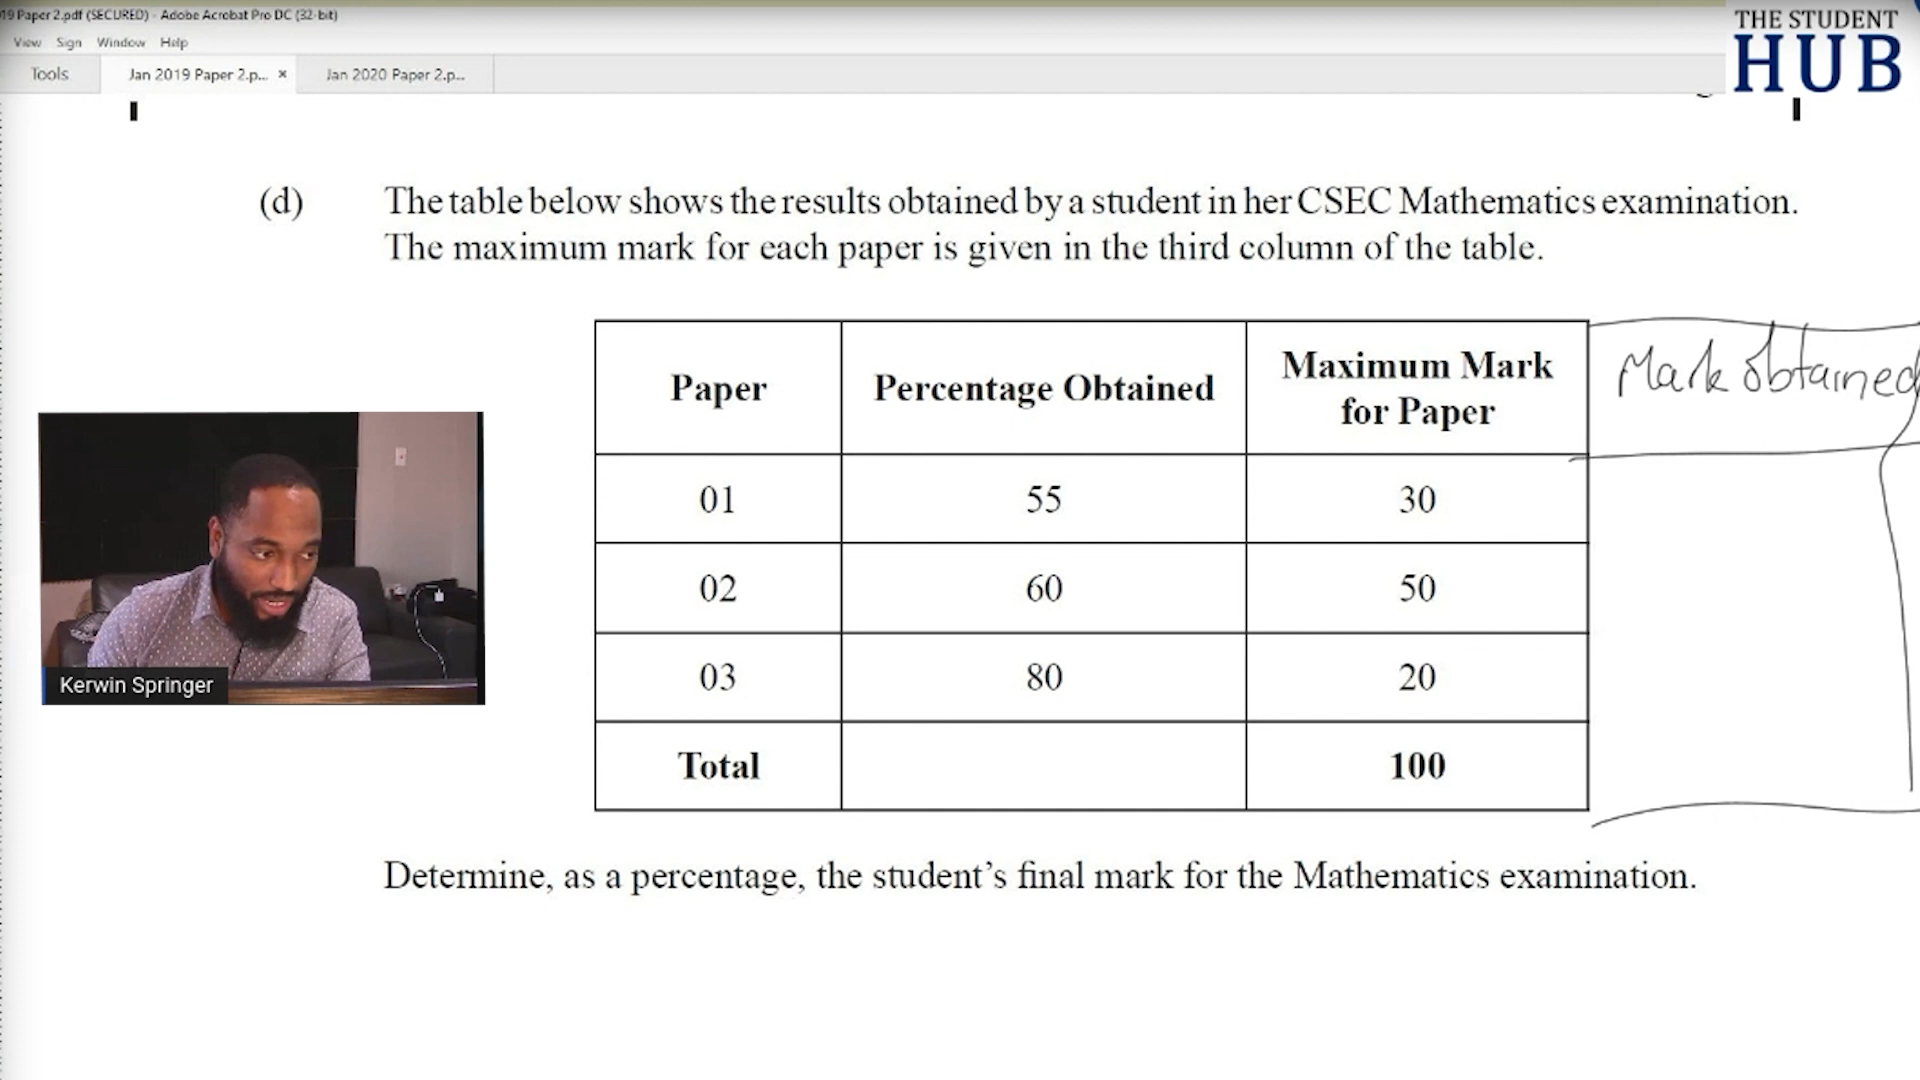 19 Paper 2.pdf (SECURED) - Adobe Acrobat Pro DC (32-bit)
View Sign Window Help
Tools
Jan 2019 Paper 2.p... ×
Jan 2020 Paper 2.p...
THE STUDENT
HUB
(d) The table below shows the results obtained by a student in her CSEC Mathematics examination.
The maximum mark for each paper is given in the third column of the table.
Paper Percentage Obtained Maximum Mark for Paper Mark obtained
01 55 30
02 60 50
03 80 20
Total 100
Kerwin Springer
Determine, as a percentage, the student’s final mark for the Mathematics examination.